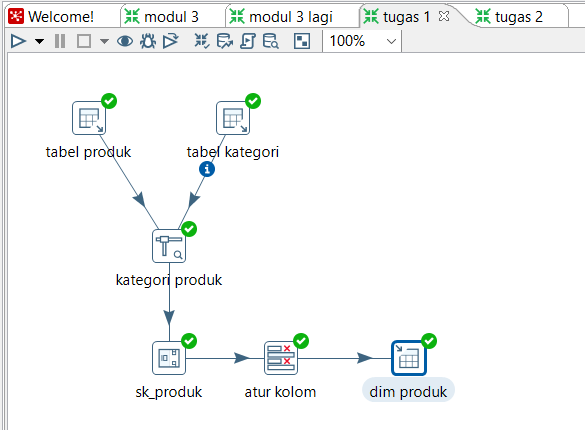 Welcome! modul 3 modul 3 lagi tugas 1 tugas 2
100%
tabel produk tabel kategori
kategori produk
sk_produk atur kolom dim produk